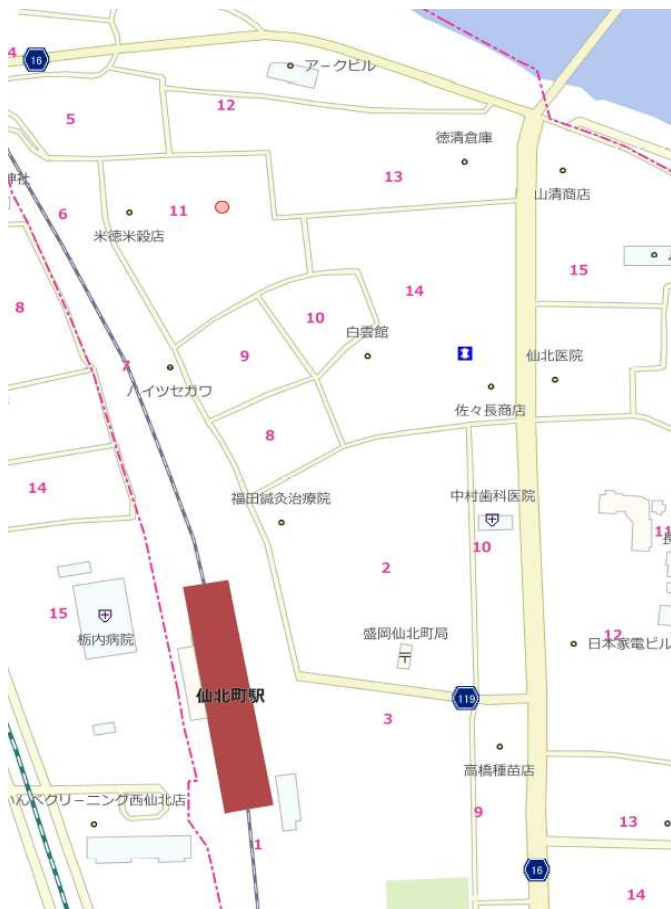 4
16
アークビル
12
5
徳清倉庫
13
山清商店
神社
6
11
米徳米穀店
15
14
8
10
9
白雲館
仙北医院
7
ハイツセガワ
佐々長商店
8
14
福田鍼灸治療院
中村歯科医院
11
10
2
15
栃内病院
盛岡仙北町局
12
日本家電ビル
仙北町駅
119
3
高橋種苗店
んべクリーニング西仙北店
9
13
1
16
14